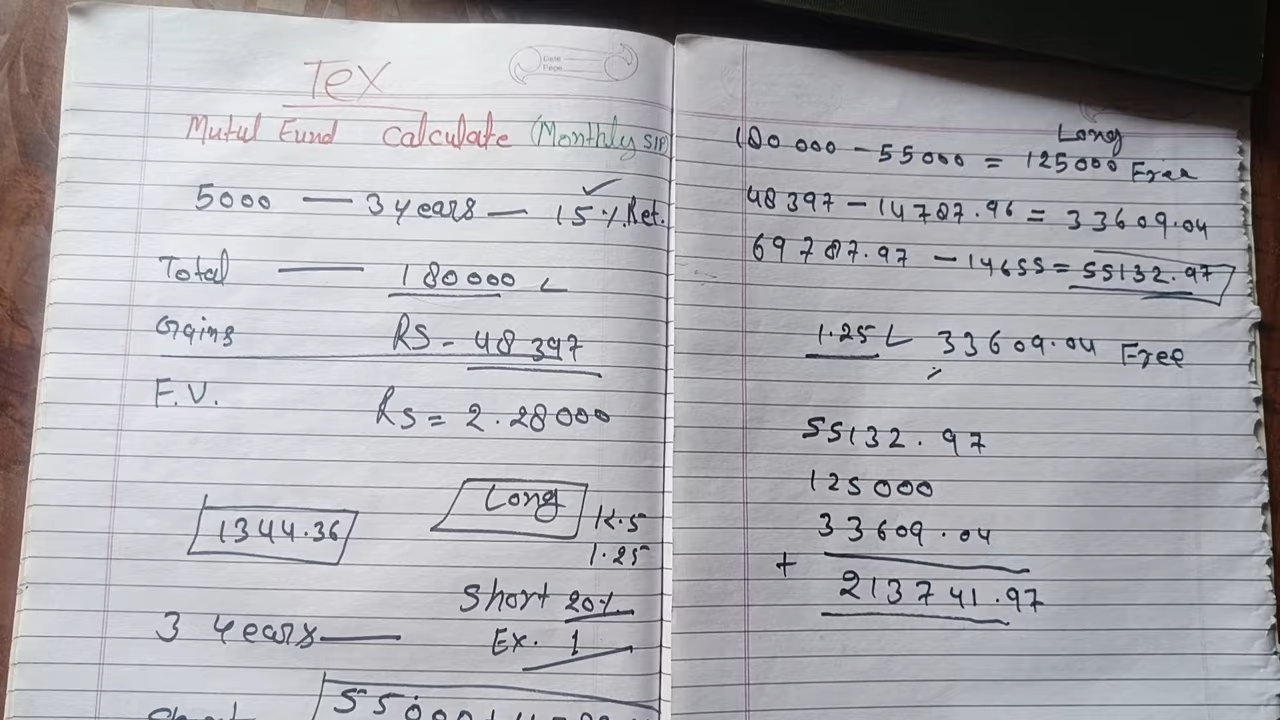 Tex
Mutul Fund Calculate (Monthly SIP)
5000 — 3 years — 15 % Ret.
Total — 180000
Gains RS - 48397
F.V. Rs = 2.28000
1344.36
Long
12.5
1.25
Short 20%
3 years —
Ex. 1
Long
180000 - 55000 = 125000 Free
48397 - 14787.96 = 33609.04
69787.97 - 14655 = 55132.97
1.25 L 33609.04 Free
55132.97
125000
33609.04
+
213741.97